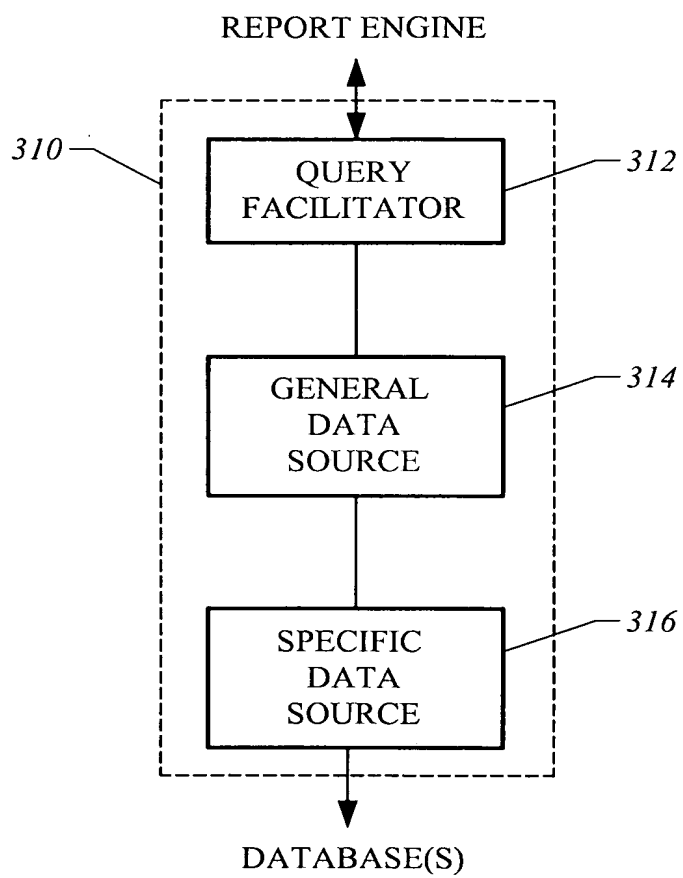 REPORT ENGINE
310
QUERY
FACILITATOR
312
GENERAL
DATA
SOURCE
314
SPECIFIC
DATA
SOURCE
316
DATABASE(S)